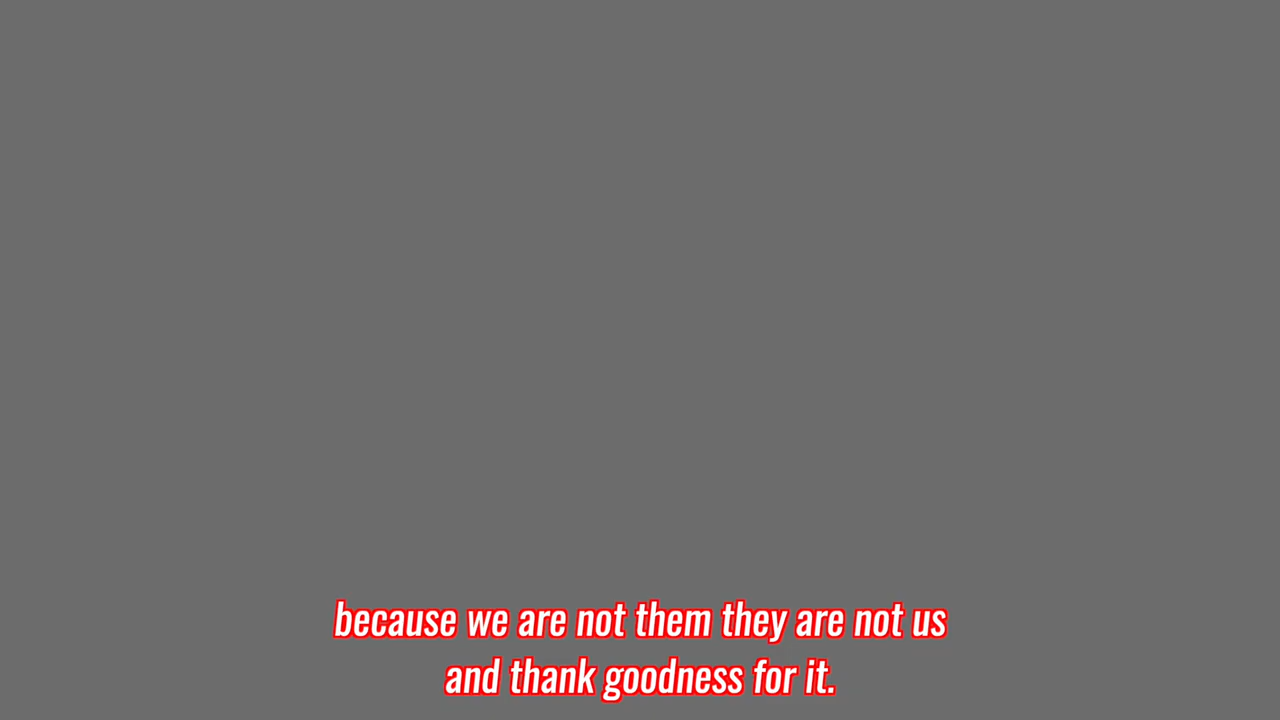 because we are not them they are not us
and thank goodness for it.